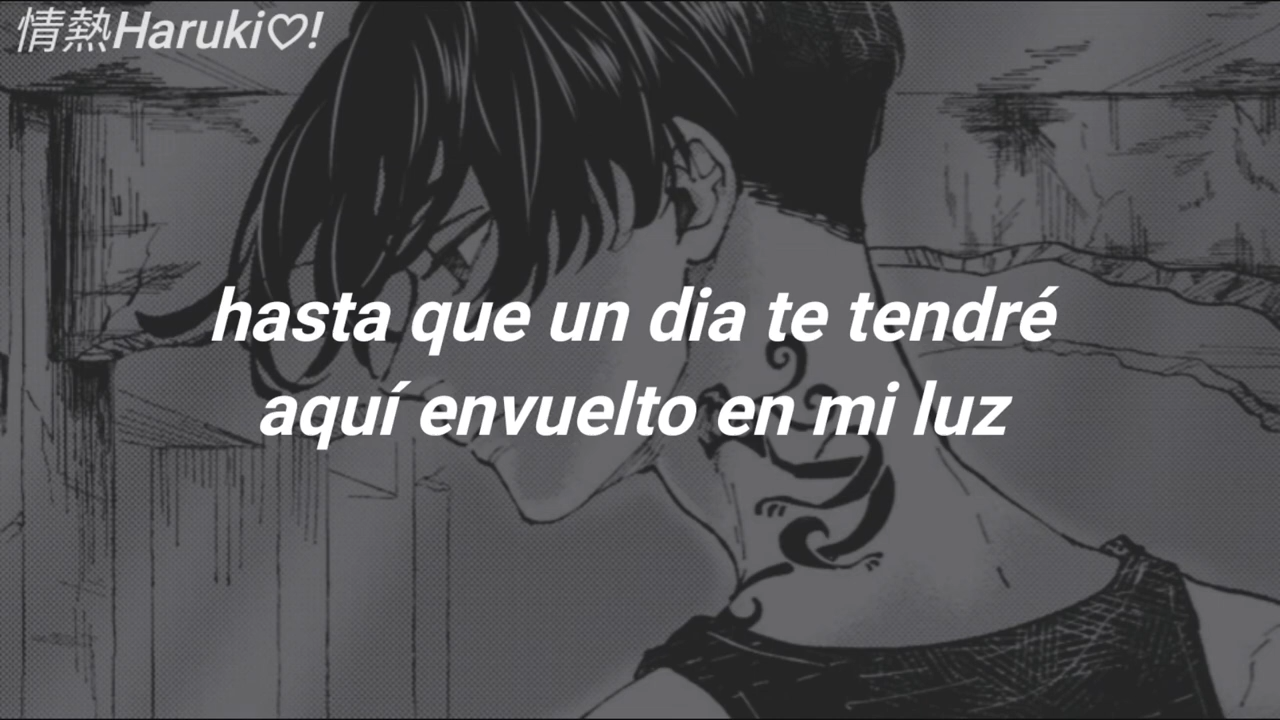 情熱Haruki♡!
hasta que un dia te tendré
aquí envuelto en mi luz